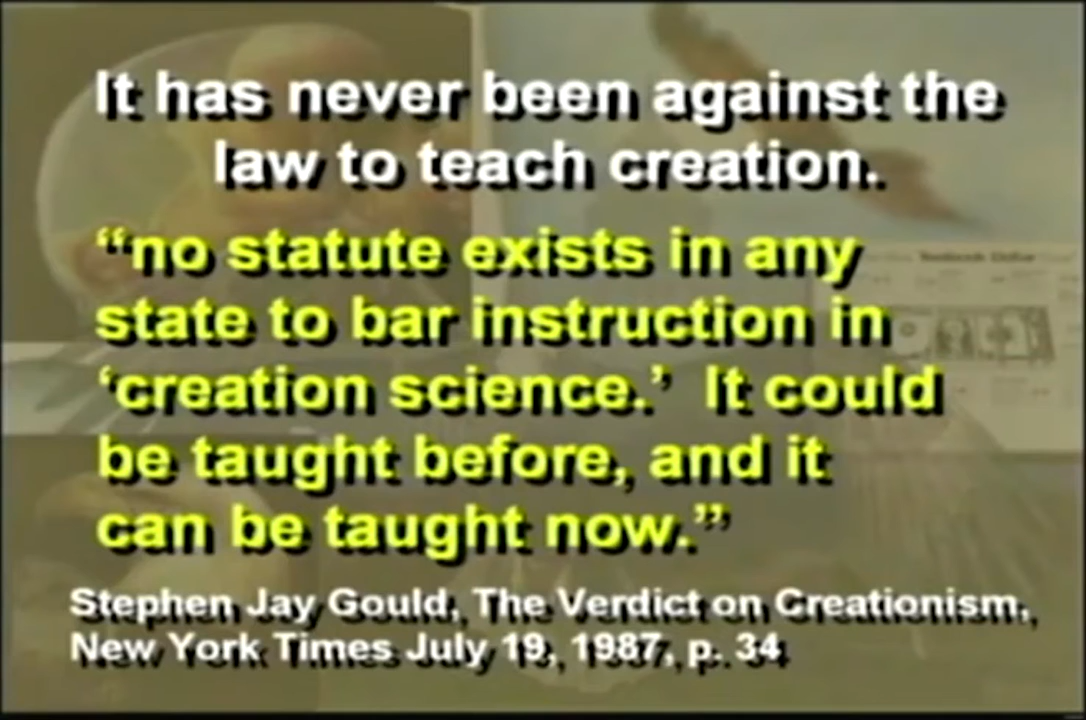 It has never been against the
law to teach creation.
“no statute exists in any
state to bar instruction in
‘creation science.’ It could
be taught before, and it
can be taught now.”
Stephen Jay Gould, The Verdict on Creationism,
New York Times July 19, 1987, p. 34